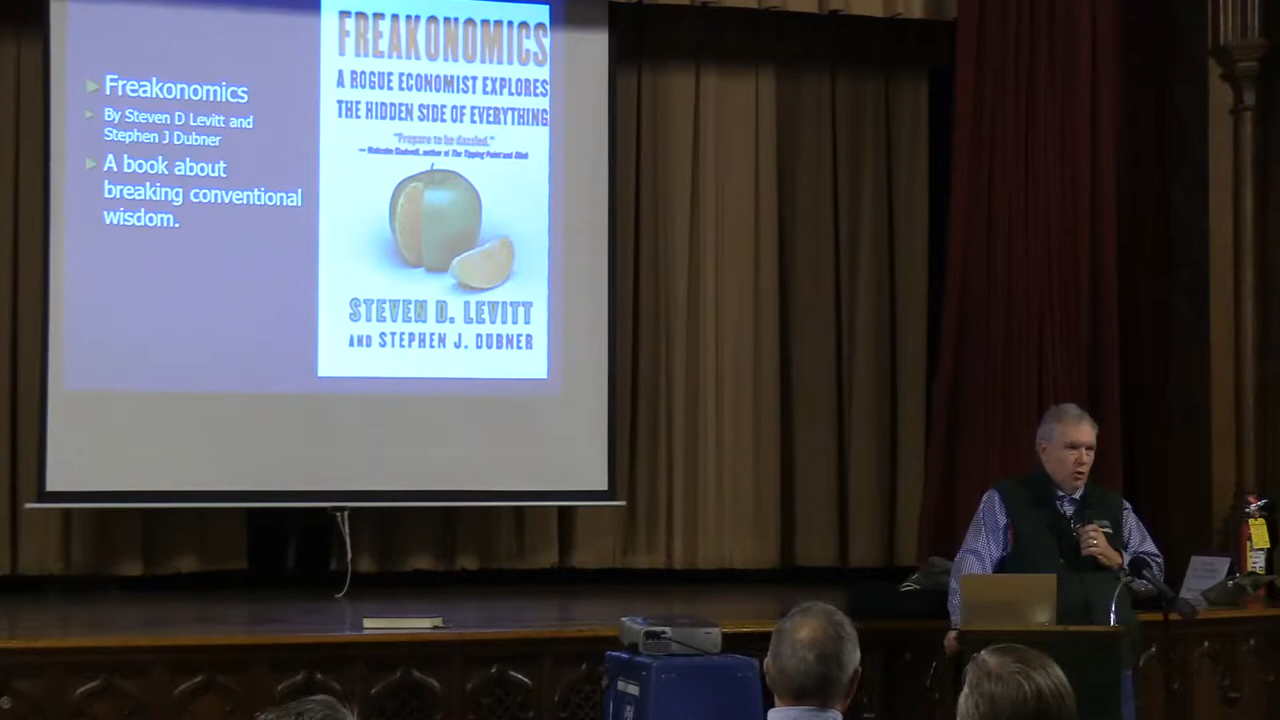 Freakonomics
By Steven D Levitt and
Stephen J Dubner
A book about
breaking conventional
wisdom.
FREAKONOMICS
A ROGUE ECONOMIST EXPLORES
THE HIDDEN SIDE OF EVERYTHING
"Prepare to be dazzled."
— Malcolm Gladwell, author of The Tipping Point and Blink
STEVEN D. LEVITT
AND STEPHEN J. DUBNER